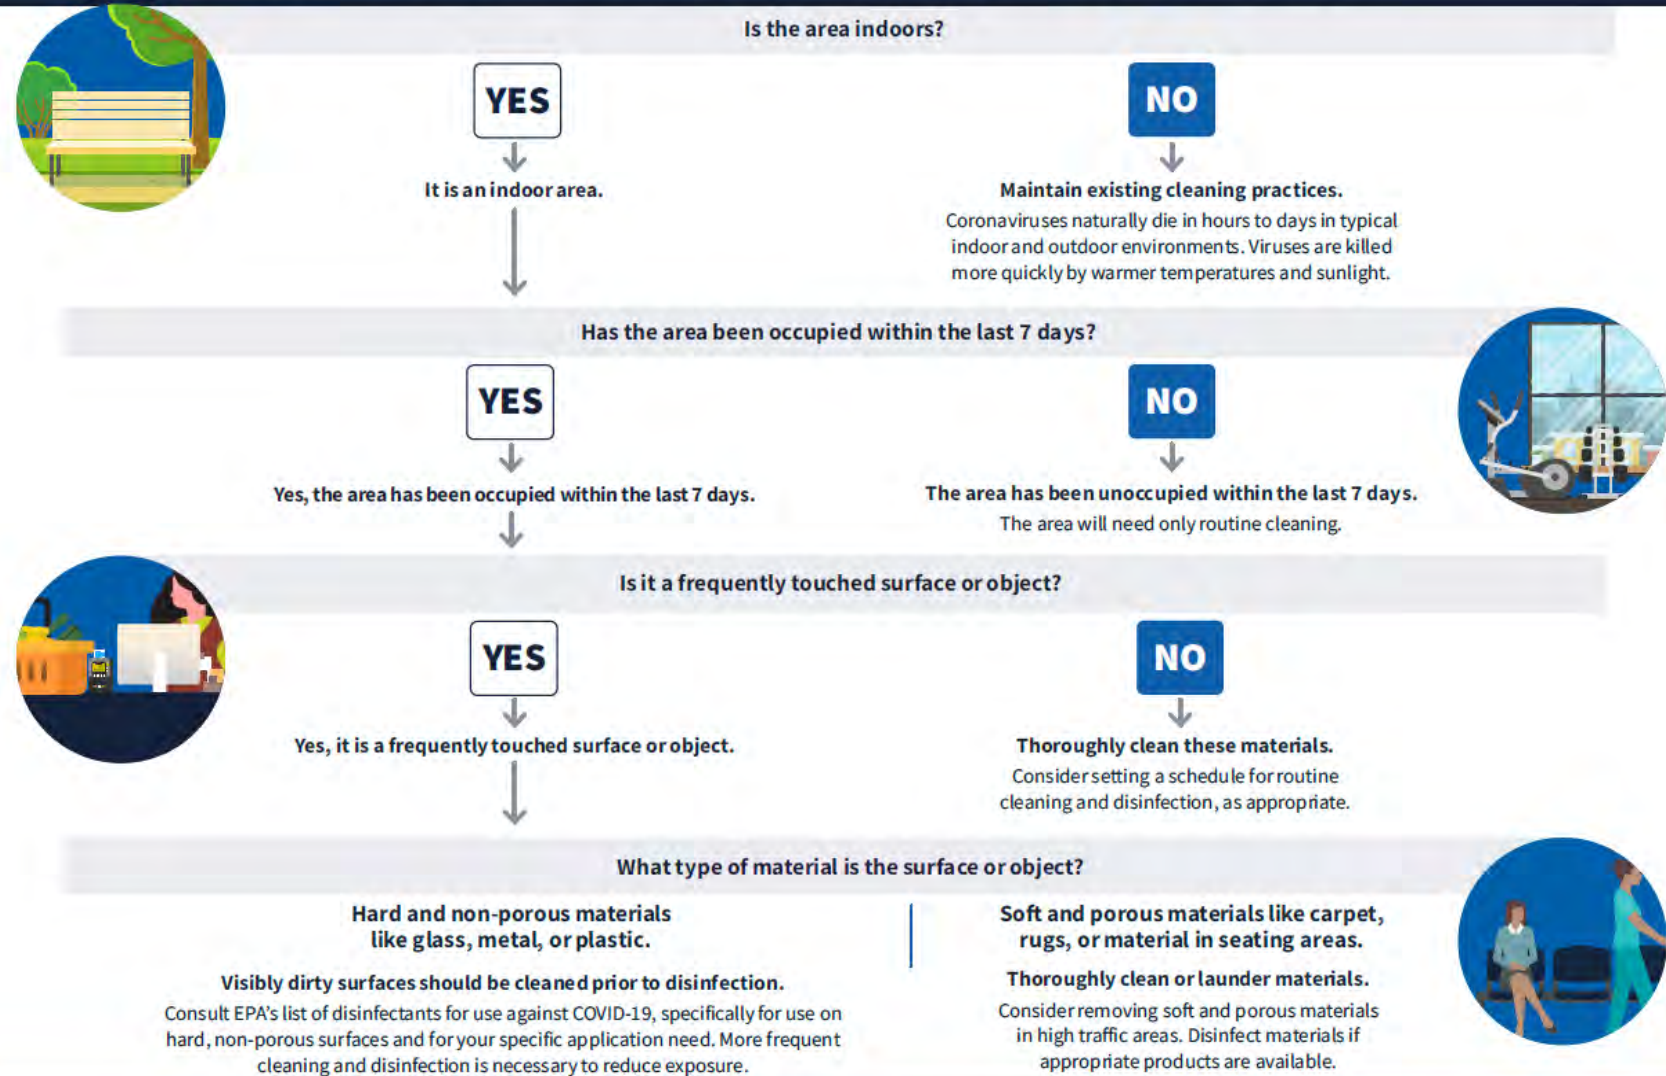 Is the area indoors?
YES
NO
It is an indoor area.
Maintain existing cleaning practices.
Coronaviruses naturally die in hours to days in typical
indoor and outdoor environments. Viruses are killed
more quickly by warmer temperatures and sunlight.
Has the area been occupied within the last 7 days?
YES
NO
Yes, the area has been occupied within the last 7 days.
The area has been unoccupied within the last 7 days.
The area will need only routine cleaning.
Is it a frequently touched surface or object?
YES
NO
Yes, it is a frequently touched surface or object.
Thoroughly clean these materials.
Consider setting a schedule for routine
cleaning and disinfection, as appropriate.
What type of material is the surface or object?
Hard and non-porous materials
like glass, metal, or plastic.
Visibly dirty surfaces should be cleaned prior to disinfection.
Consult EPA's list of disinfectants for use against COVID-19, specifically for use on
hard, non-porous surfaces and for your specific application need. More frequent
cleaning and disinfection is necessary to reduce exposure.
Soft and porous materials like carpet,
rugs, or material in seating areas.
Thoroughly clean or launder materials.
Consider removing soft and porous materials
in high traffic areas. Disinfect materials if
appropriate products are available.